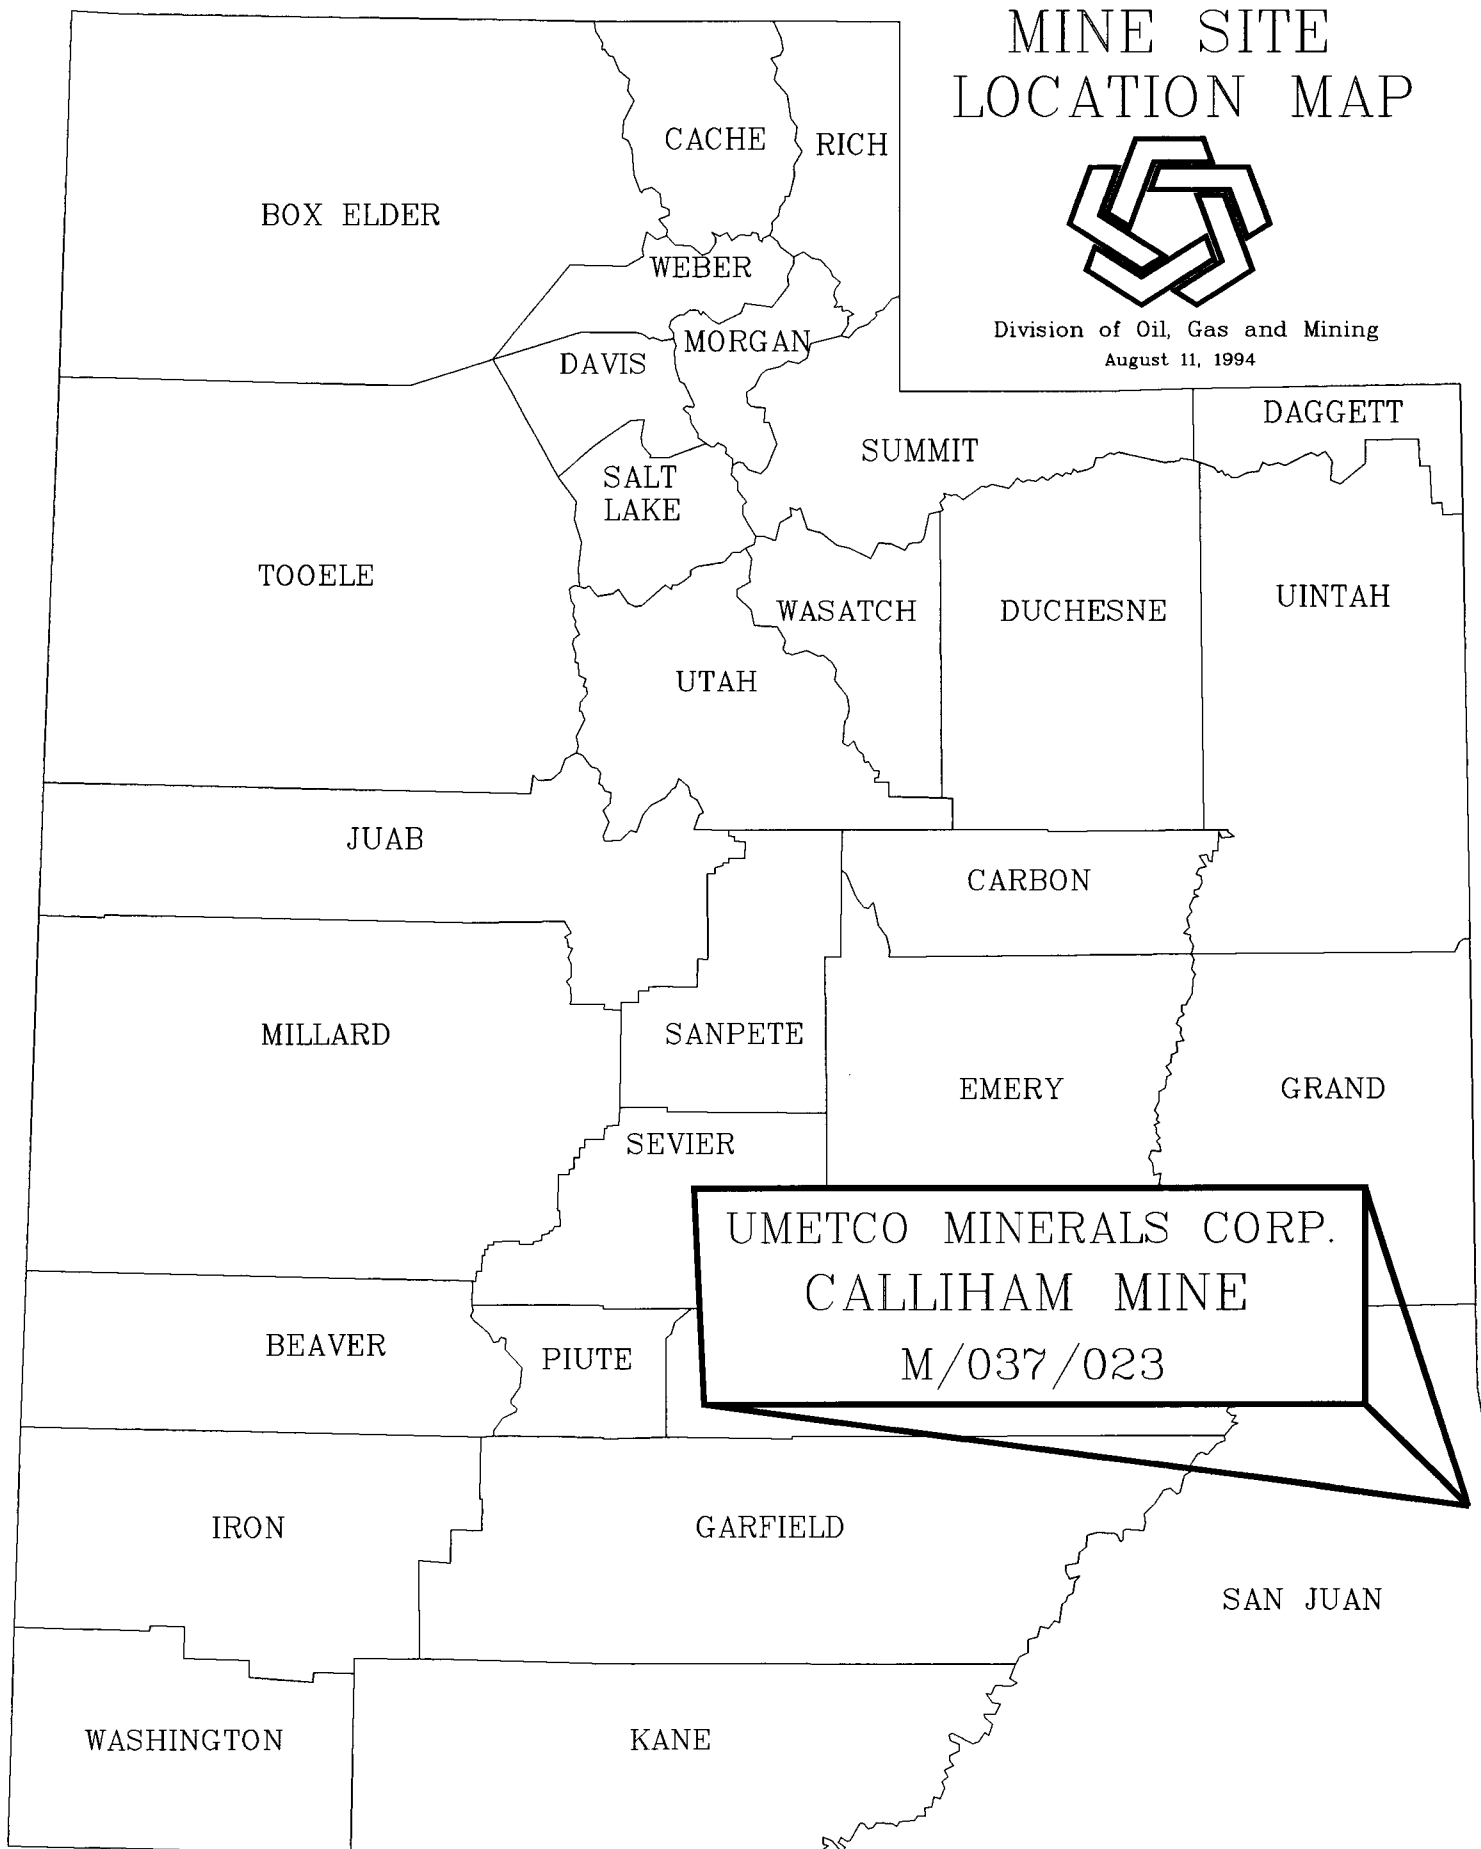 MINE SITE
LOCATION MAP
Division of Oil, Gas and Mining
August 11, 1994
CACHE
RICH
BOX ELDER
WEBER
MORGAN
DAVIS
DAGGETT
SUMMIT
SALT
LAKE
TOOELE
WASATCH
DUCHESNE
UINTAH
UTAH
JUAB
CARBON
MILLARD
SANPETE
EMERY
GRAND
SEVIER
UMETCO MINERALS CORP.
CALLIHAM MINE
M/037/023
BEAVER
PIUTE
IRON
GARFIELD
SAN JUAN
WASHINGTON
KANE